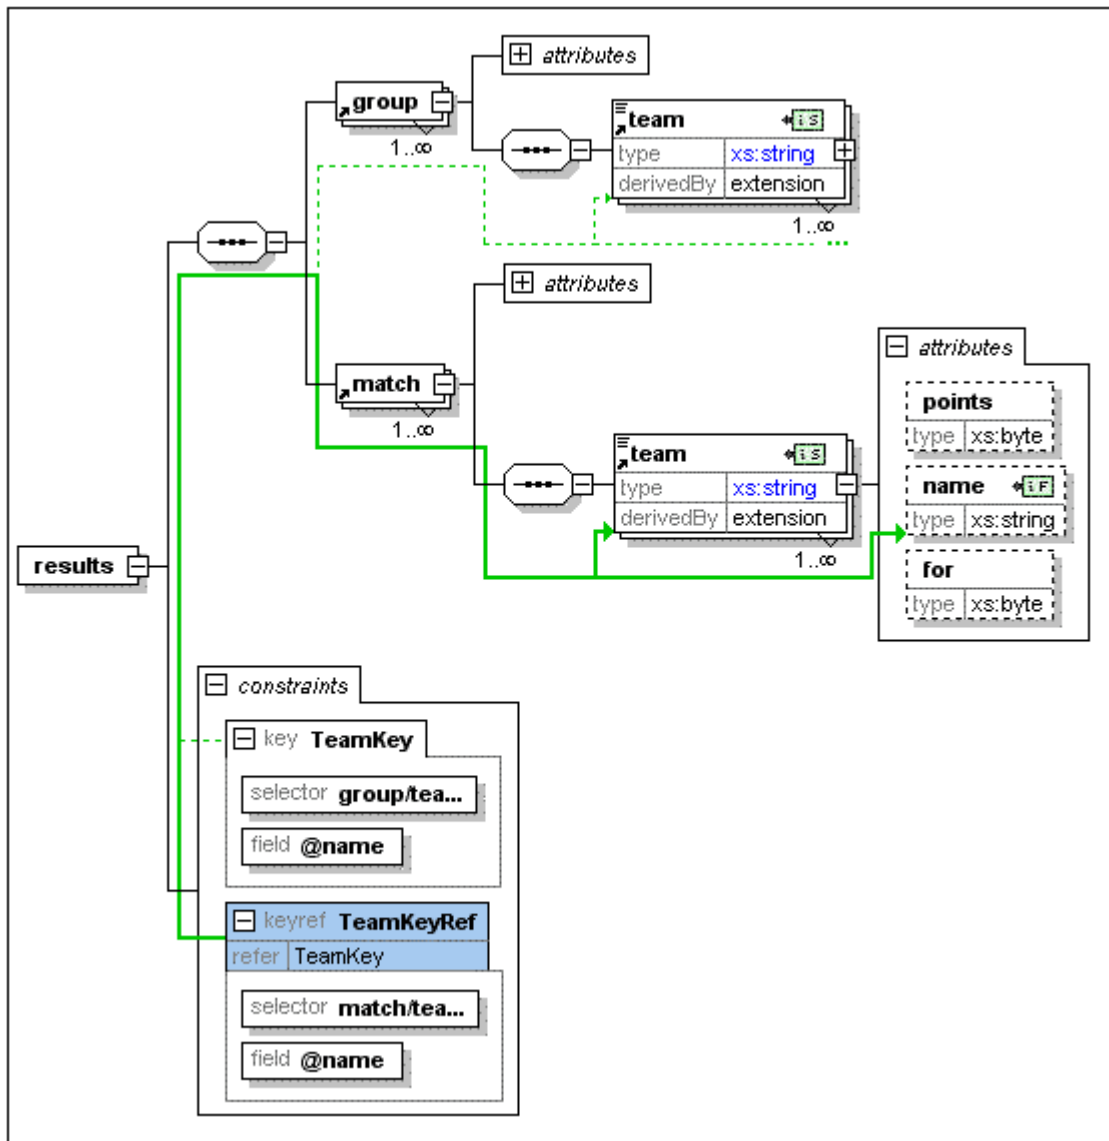 attributes
group
1..∞
team
type xs:string
derivedBy extension
1..∞
attributes
match
1..∞
team
type xs:string
derivedBy extension
1..∞
attributes
points
type xs:byte
name
type xs:string
for
type xs:byte
results
constraints
key TeamKey
selector group/tea...
field @name
keyref TeamKeyRef
refer TeamKey
selector match/tea...
field @name